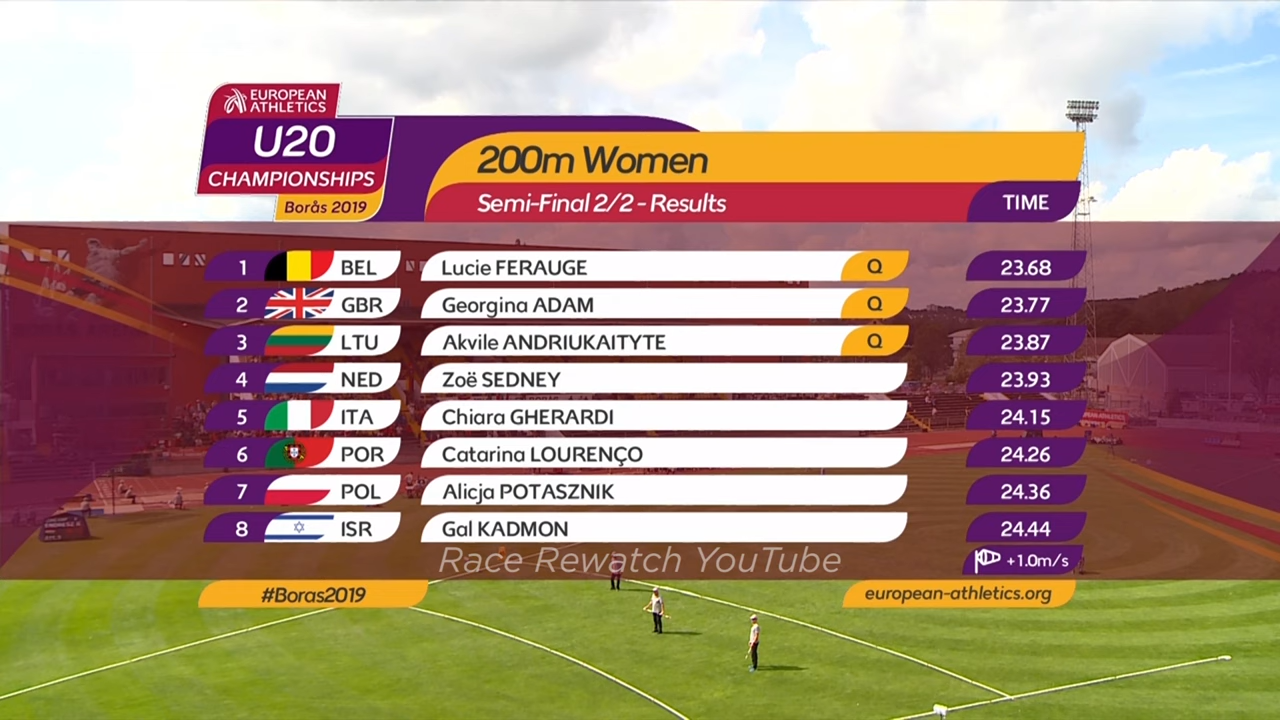 EUROPEAN
ATHLETICS
U20
CHAMPIONSHIPS
Borås 2019
200m Women
Semi-Final 2/2 - Results
TIME
1 BEL Lucie FERAUGE Q 23.68
2 GBR Georgina ADAM Q 23.77
3 LTU Akvile ANDRIUKAITYTE Q 23.87
4 NED Zoë SEDNEY 23.93
5 ITA Chiara GHERARDI 24.15
6 POR Catarina LOURENÇO 24.26
7 POL Alicja POTASZNIK 24.36
8 ISR Gal KADMON 24.44
Race Rewatch YouTube
+1.0m/s
#Boras2019
european-athletics.org